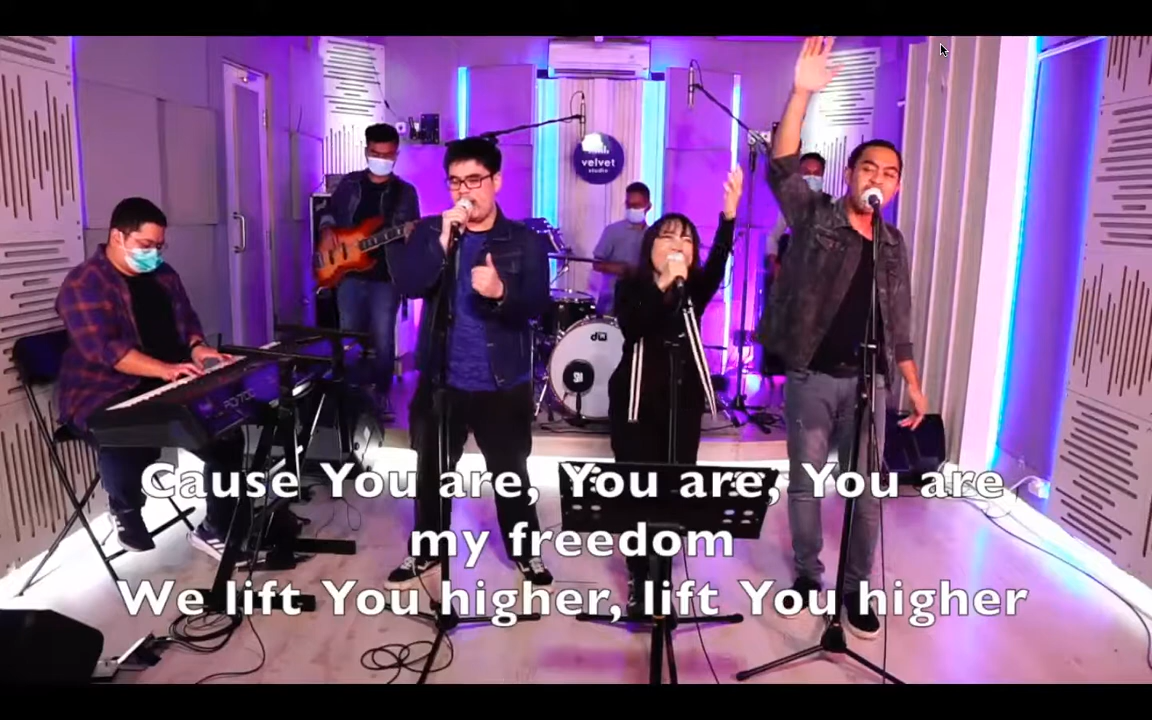 velvet
studio
dw
Cause You are, You are, You are
my freedom
We lift You higher, lift You higher